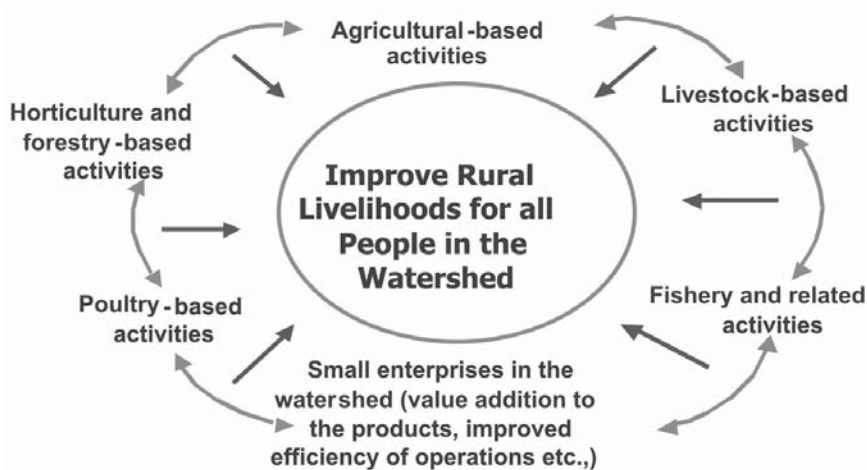 Agricultural-based
activities
Horticulture and
forestry-based
activities
Livestock-based
activities
Improve Rural
Livelihoods for all
People in the
Watershed
Poultry-based
activities
Fishery and related
activities
Small enterprises in the
watershed (value addition to
the products, improved
efficiency of operations etc.,)